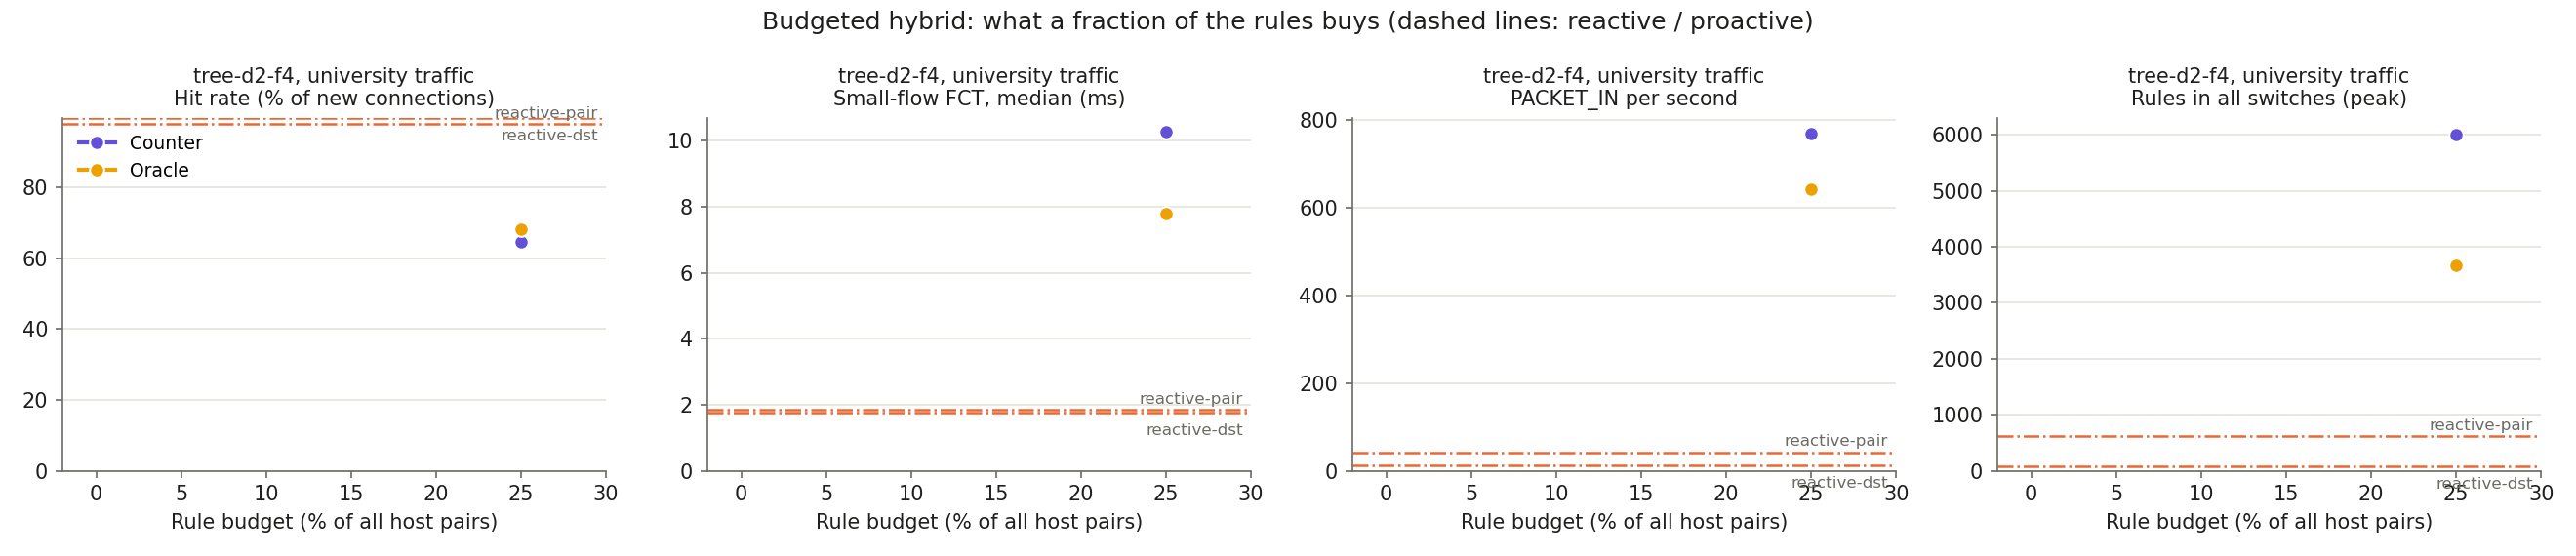 Budgeted hybrid: what a fraction of the rules buys (dashed lines: reactive / proactive)
tree-d2-f4, university traffic
Hit rate (% of new connections)
reactive-pair
reactive-dst
Counter
Oracle
80
60
40
20
0
0 5 10 15 20 25 30
Rule budget (% of all host pairs)
tree-d2-f4, university traffic
Small-flow FCT, median (ms)
10
8
6
4
2
0
reactive-pair
reactive-dst
0 5 10 15 20 25 30
Rule budget (% of all host pairs)
tree-d2-f4, university traffic
PACKET_IN per second
800
600
400
200
0
reactive-pair
reactive-dst
0 5 10 15 20 25 30
Rule budget (% of all host pairs)
tree-d2-f4, university traffic
Rules in all switches (peak)
6000
5000
4000
3000
2000
1000
0
reactive-pair
reactive-dst
0 5 10 15 20 25 30
Rule budget (% of all host pairs)